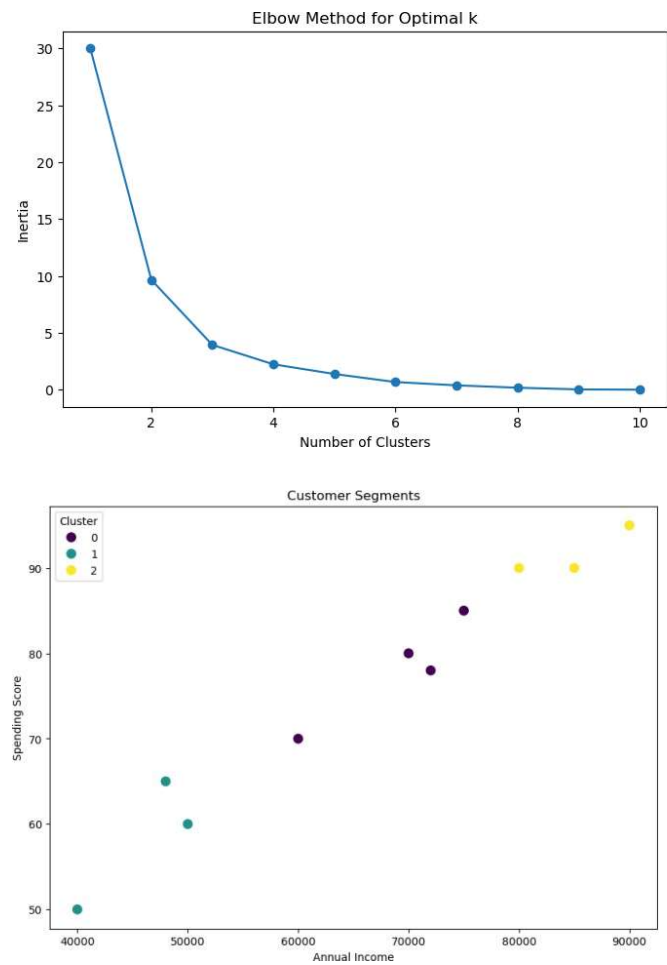 Elbow Method for Optimal k
30
25
20
15
10
5
0
Inertia
2 4 6 8 10
Number of Clusters
Customer Segments
Cluster
0
1
2
90
80
70
60
50
Spending Score
40000 50000 60000 70000 80000 90000
Annual Income